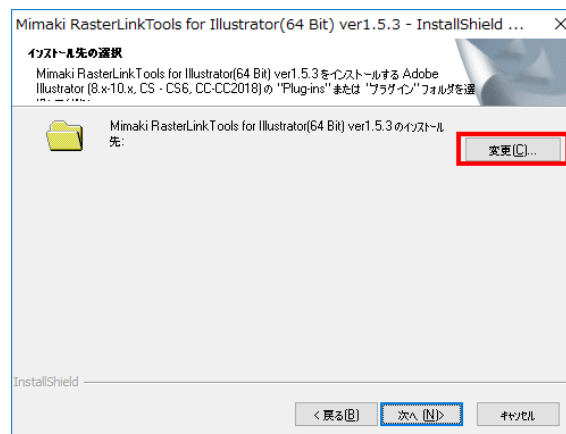 Mimaki RasterLinkTools for Illustrator(64 Bit) ver1.5.3 - InstallShield ...
インストール先の選択
Mimaki RasterLinkTools for Illustrator(64 Bit) ver1.5.3をインストールする Adobe
Illustrator (8.x-10.x, CS - CS6, CC-CC2018)の "Plug-ins"または "プラグイン"フォルダを選
Mimaki RasterLinkTools for Illustrator(64 Bit) ver1.5.3のインストール
先:
変更(C)...
InstallShield
< 戻る(B)
次へ (N)>
キャンセル